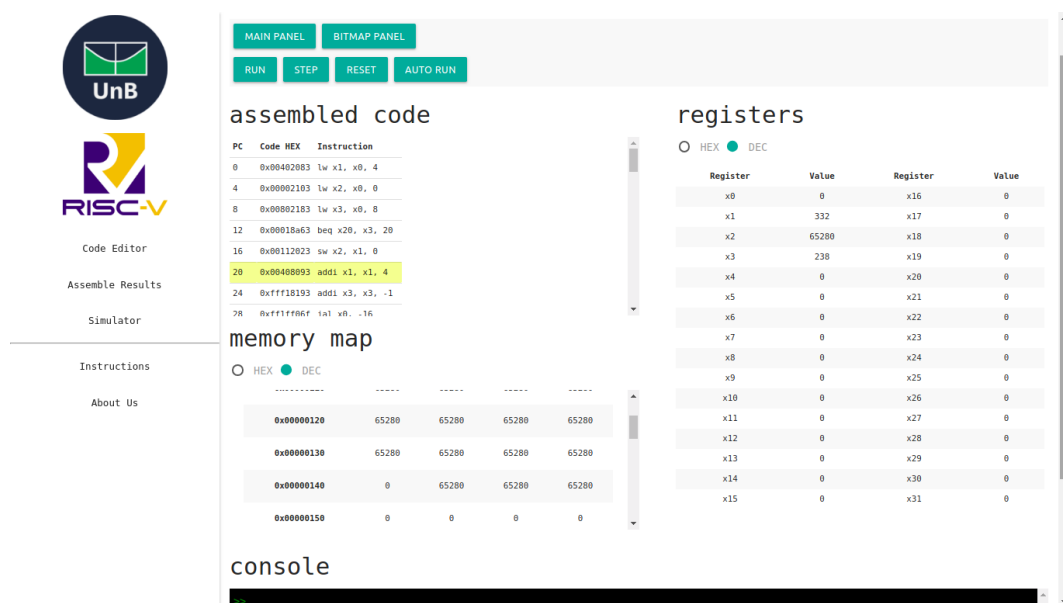 UnB
RISC-V
Code Editor
Assemble Results
Simulator
Instructions
About Us
MAIN PANEL BITMAP PANEL
RUN STEP RESET AUTO RUN
assembled code
PC Code HEX Instruction
0 0x00402083 lw x1, x0, 4
4 0x00002103 lw x2, x0, 0
8 0x00802183 lw x3, x0, 8
12 0x00018a63 beq x20, x3, 20
16 0x00112023 sw x2, x1, 0
20 0x00408093 addi x1, x1, 4
24 0xfff18193 addi x3, x3, -1
28 0xff1ff06f jal x0, -16
memory map
HEX DEC
0x00000120 65280 65280 65280 65280
0x00000130 65280 65280 65280 65280
0x00000140 0 65280 65280 65280
0x00000150 0 0 0 0
registers
HEX DEC
Register Value Register Value
x0 0 x16 0
x1 332 x17 0
x2 65280 x18 0
x3 238 x19 0
x4 0 x20 0
x5 0 x21 0
x6 0 x22 0
x7 0 x23 0
x8 0 x24 0
x9 0 x25 0
x10 0 x26 0
x11 0 x27 0
x12 0 x28 0
x13 0 x29 0
x14 0 x30 0
x15 0 x31 0
console
>>